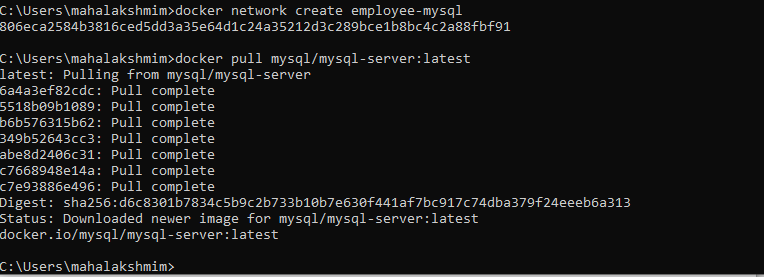 C:\Users\mahalakshmim>docker network create employee-mysql
806eca2584b3816ced5dd3a35e64d1c24a35212d3c289bce1b8bc4c2a88fbf91
C:\Users\mahalakshmim>docker pull mysql/mysql-server:latest
latest: Pulling from mysql/mysql-server
6a4a3ef82cdc: Pull complete
5518b09b1089: Pull complete
b6b576315b62: Pull complete
349b52643cc3: Pull complete
abe8d2406c31: Pull complete
c7668948e14a: Pull complete
c7e93886e496: Pull complete
Digest: sha256:d6c8301b7834c5b9c2b733b10b7e630f441af7bc917c74dba379f24eeeb6a313
Status: Downloaded newer image for mysql/mysql-server:latest
docker.io/mysql/mysql-server:latest
C:\Users\mahalakshmim>